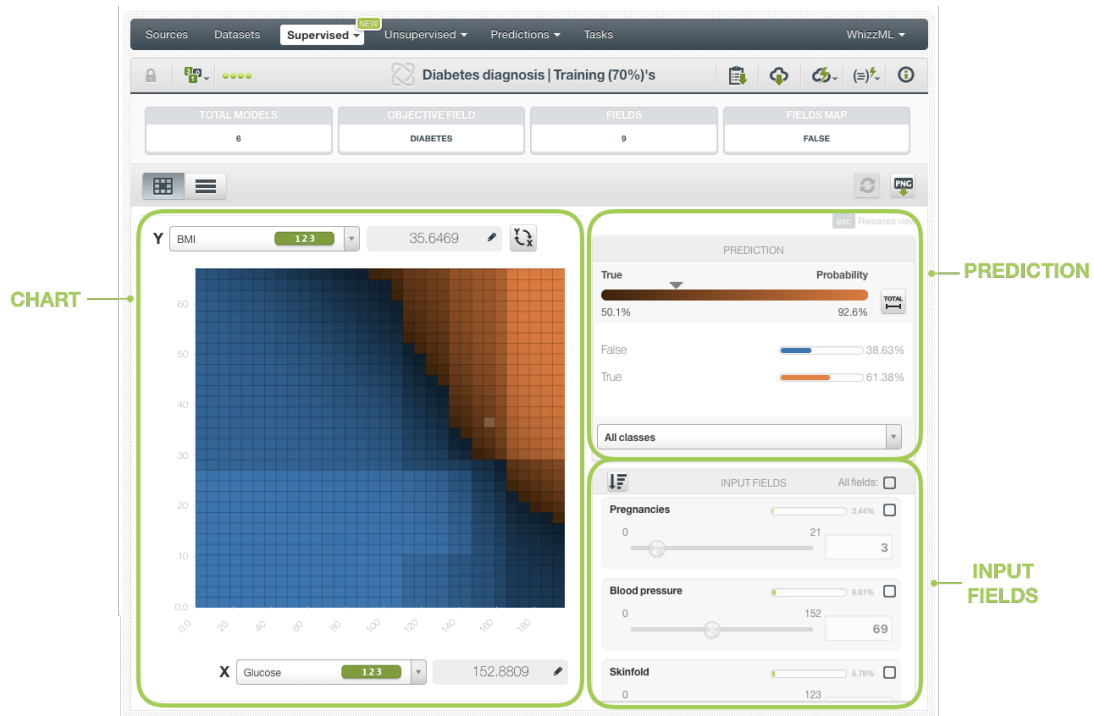 Sources Datasets Supervised NEW Unsupervised Predictions Tasks WhizzML
Diabetes diagnosis | Training (70%)'s
TOTAL MODELS OBJECTIVE FIELD FIELDS FIELDS MAP
6 DIABETES 9 FALSE
PNG
esc Releases view
Y BMI 123 35.6469 Y X
PREDICTION
True Probability
TOTAL
50.1% 92.6%
False 38.63%
True 61.38%
All classes
PREDICTION
CHART
60
50
40
30
20
10
0.0
0.0 20 40 60 80 100 120 140 160 180
X Glucose 123 152.8809
INPUT FIELDS All fields:
Pregnancies 3.44%
0 21
3
Blood pressure 6.61%
0 152
69
Skinfold 5.78%
0 123
INPUT
FIELDS